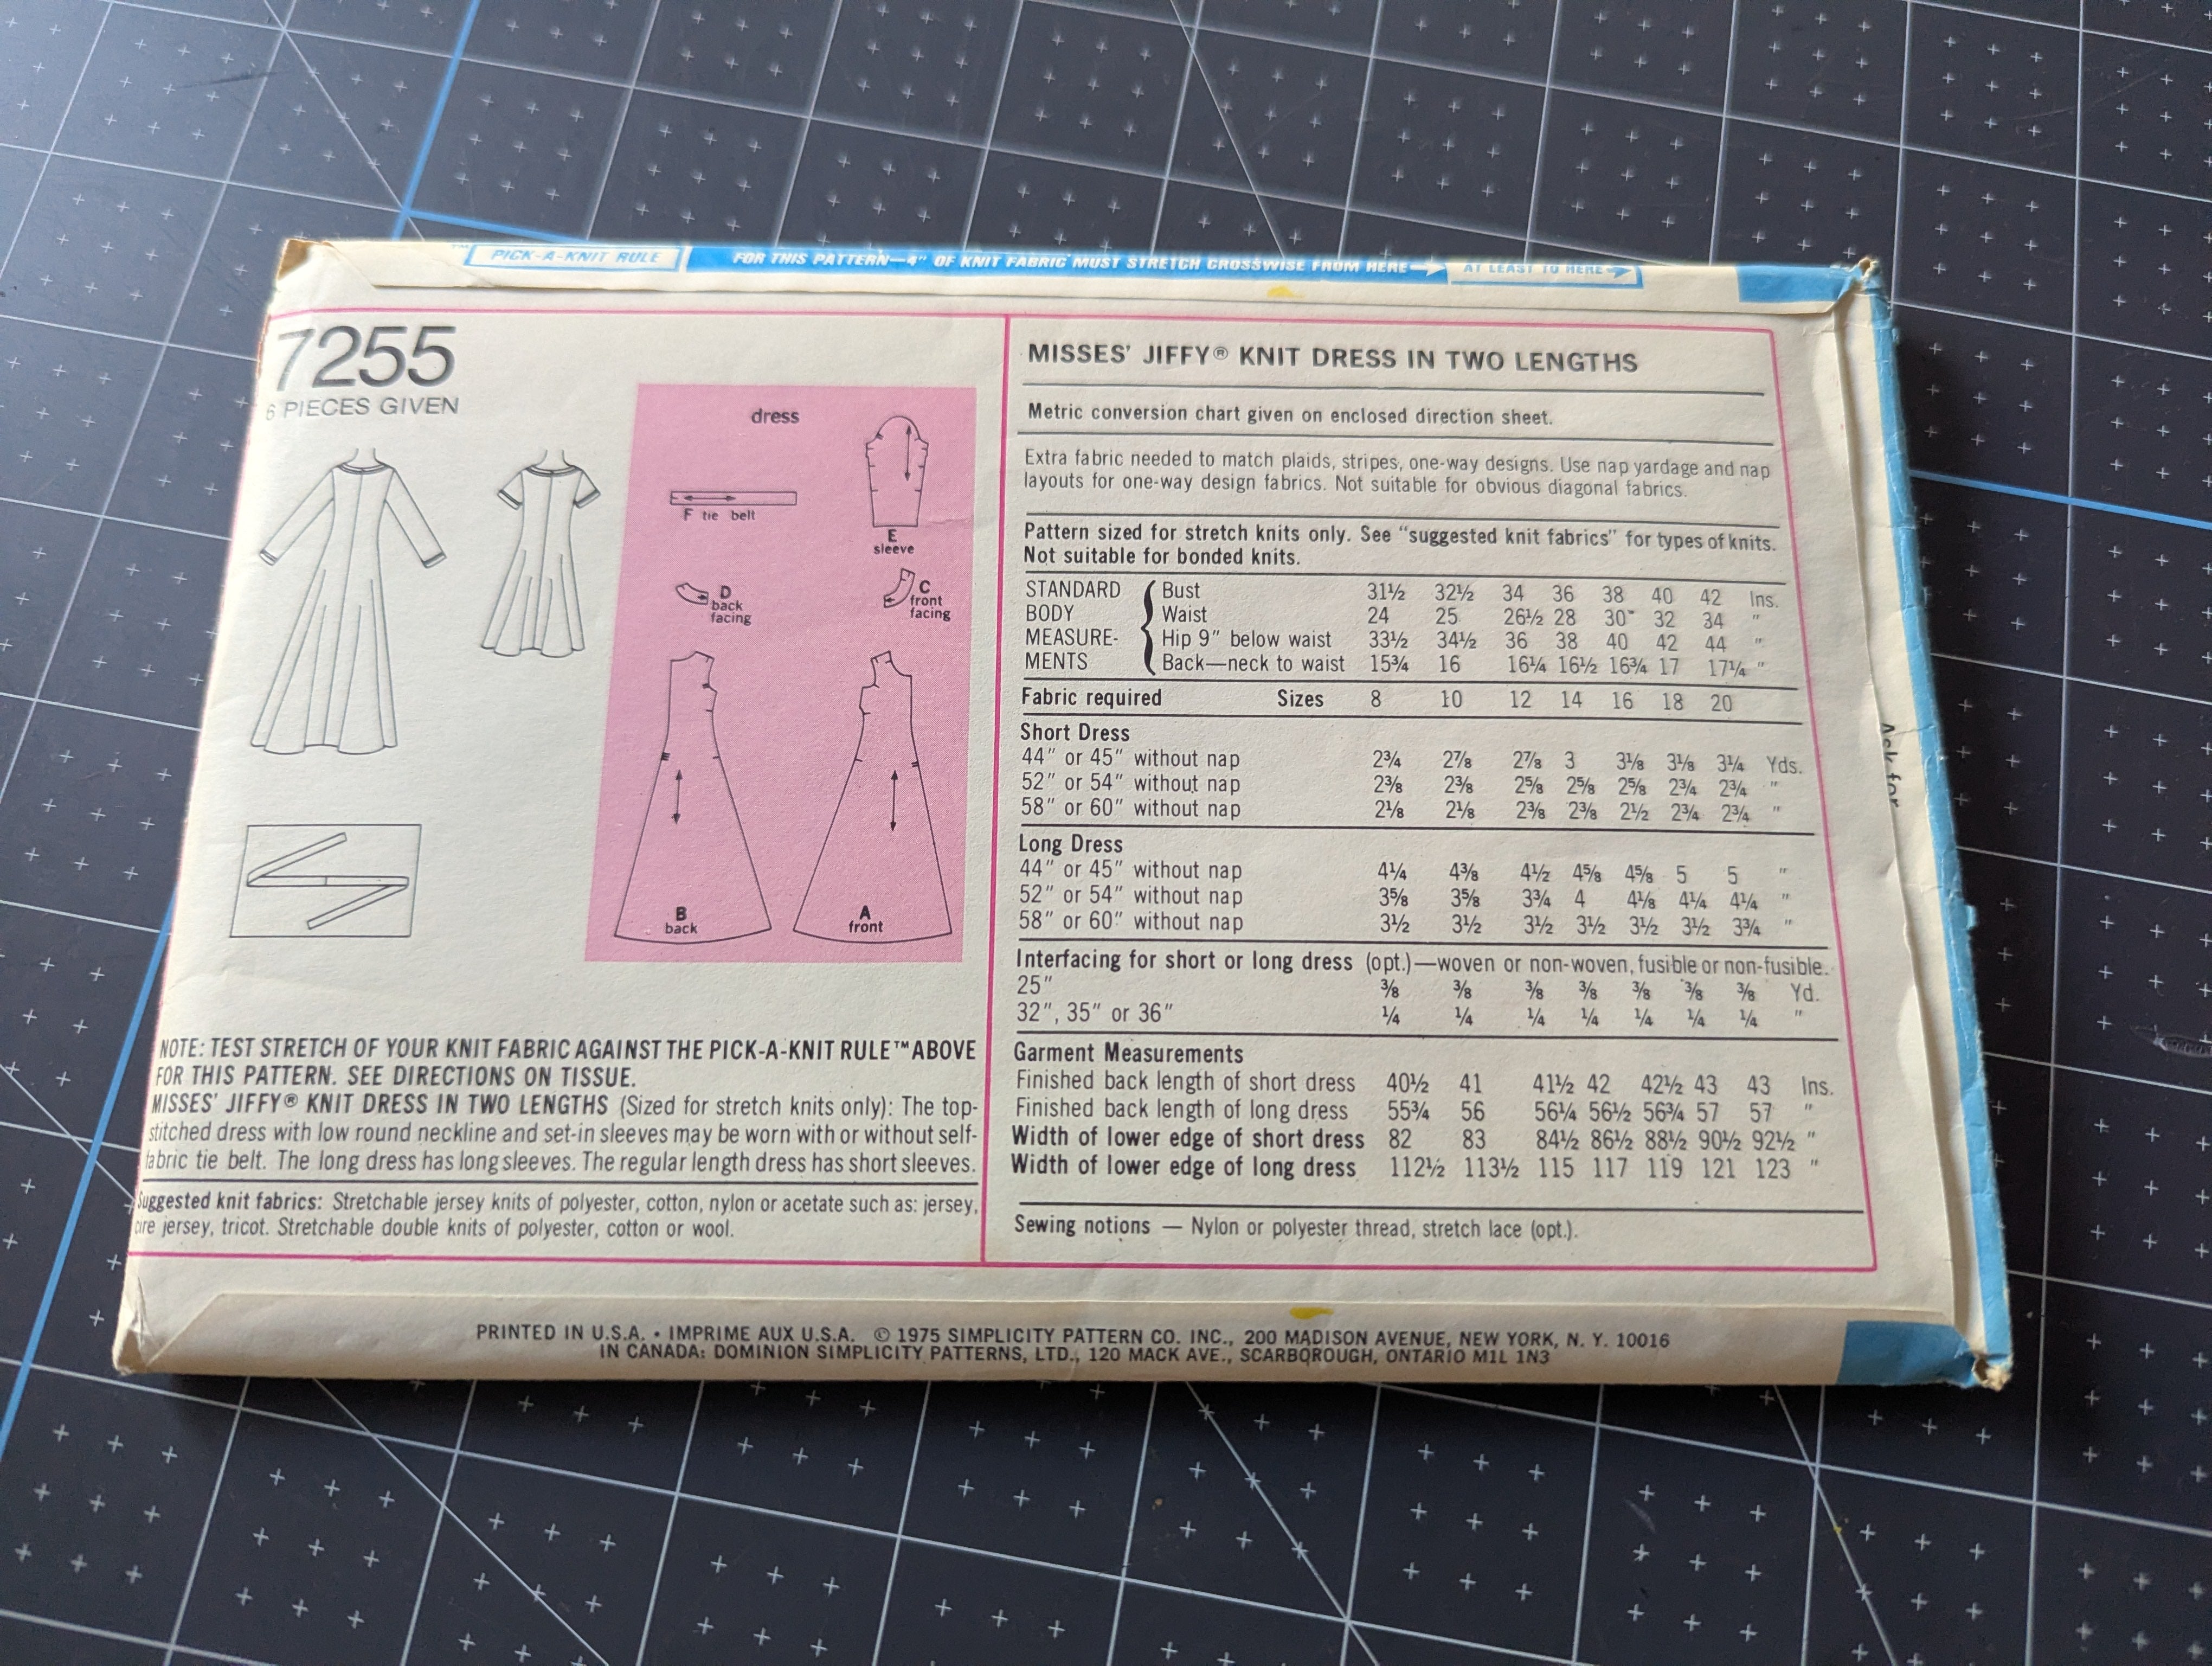 ™ PICK-A-KNIT RULE FOR THIS PATTERN—4" OF KNIT FABRIC MUST STRETCH CROSSWISE FROM HERE AT LEAST TO HERE
7255
6 PIECES GIVEN
dress
F tie belt
E
sleeve
D
back
facing
C
front
facing
B
back
A
front
NOTE: TEST STRETCH OF YOUR KNIT FABRIC AGAINST THE PICK-A-KNIT RULE™ ABOVE
FOR THIS PATTERN. SEE DIRECTIONS ON TISSUE.
MISSES' JIFFY® KNIT DRESS IN TWO LENGTHS (Sized for stretch knits only): The top-
stitched dress with low round neckline and set-in sleeves may be worn with or without self-
fabric tie belt. The long dress has long sleeves. The regular length dress has short sleeves.
Suggested knit fabrics: Stretchable jersey knits of polyester, cotton, nylon or acetate such as: jersey,
cire jersey, tricot. Stretchable double knits of polyester, cotton or wool.
MISSES' JIFFY® KNIT DRESS IN TWO LENGTHS
Metric conversion chart given on enclosed direction sheet.
Extra fabric needed to match plaids, stripes, one-way designs. Use nap yardage and nap
layouts for one-way design fabrics. Not suitable for obvious diagonal fabrics.
Pattern sized for stretch knits only. See "suggested knit fabrics" for types of knits.
Not suitable for bonded knits.
STANDARD Bust 31½ 32½ 34 36 38 40 42 Ins.
BODY Waist 24 25 26½ 28 30 32 34 "
MEASURE- Hip 9" below waist 33½ 34½ 36 38 40 42 44 "
MENTS Back—neck to waist 15¾ 16 16¼ 16½ 16¾ 17 17¼ "
Fabric required Sizes 8 10 12 14 16 18 20
Short Dress
44" or 45" without nap 2¾ 2⅞ 2⅞ 3 3⅛ 3⅛ 3¼ Yds.
52" or 54" without nap 2⅜ 2⅜ 2⅝ 2⅝ 2⅝ 2¾ 2¾ "
58" or 60" without nap 2⅛ 2⅛ 2⅜ 2⅜ 2½ 2¾ 2¾ "
Long Dress
44" or 45" without nap 4¼ 4⅜ 4½ 4⅝ 4⅝ 5 5 "
52" or 54" without nap 3⅝ 3⅝ 3¾ 4 4⅛ 4¼ 4¼ "
58" or 60" without nap 3½ 3½ 3½ 3½ 3½ 3½ 3¾ "
Interfacing for short or long dress (opt.)—woven or non-woven, fusible or non-fusible.
25" ⅜ ⅜ ⅜ ⅜ ⅜ ⅜ ⅜ Yd.
32", 35" or 36" ¼ ¼ ¼ ¼ ¼ ¼ ¼ "
Garment Measurements
Finished back length of short dress 40½ 41 41½ 42 42½ 43 43 Ins.
Finished back length of long dress 55¾ 56 56¼ 56½ 56¾ 57 57 "
Width of lower edge of short dress 82 83 84½ 86½ 88½ 90½ 92½ "
Width of lower edge of long dress 112½ 113½ 115 117 119 121 123 "
Sewing notions — Nylon or polyester thread, stretch lace (opt.).
Ask for
PRINTED IN U.S.A. • IMPRIME AUX U.S.A. © 1975 SIMPLICITY PATTERN CO. INC., 200 MADISON AVENUE, NEW YORK, N. Y. 10016
IN CANADA: DOMINION SIMPLICITY PATTERNS, LTD., 120 MACK AVE., SCARBOROUGH, ONTARIO M1L 1N3